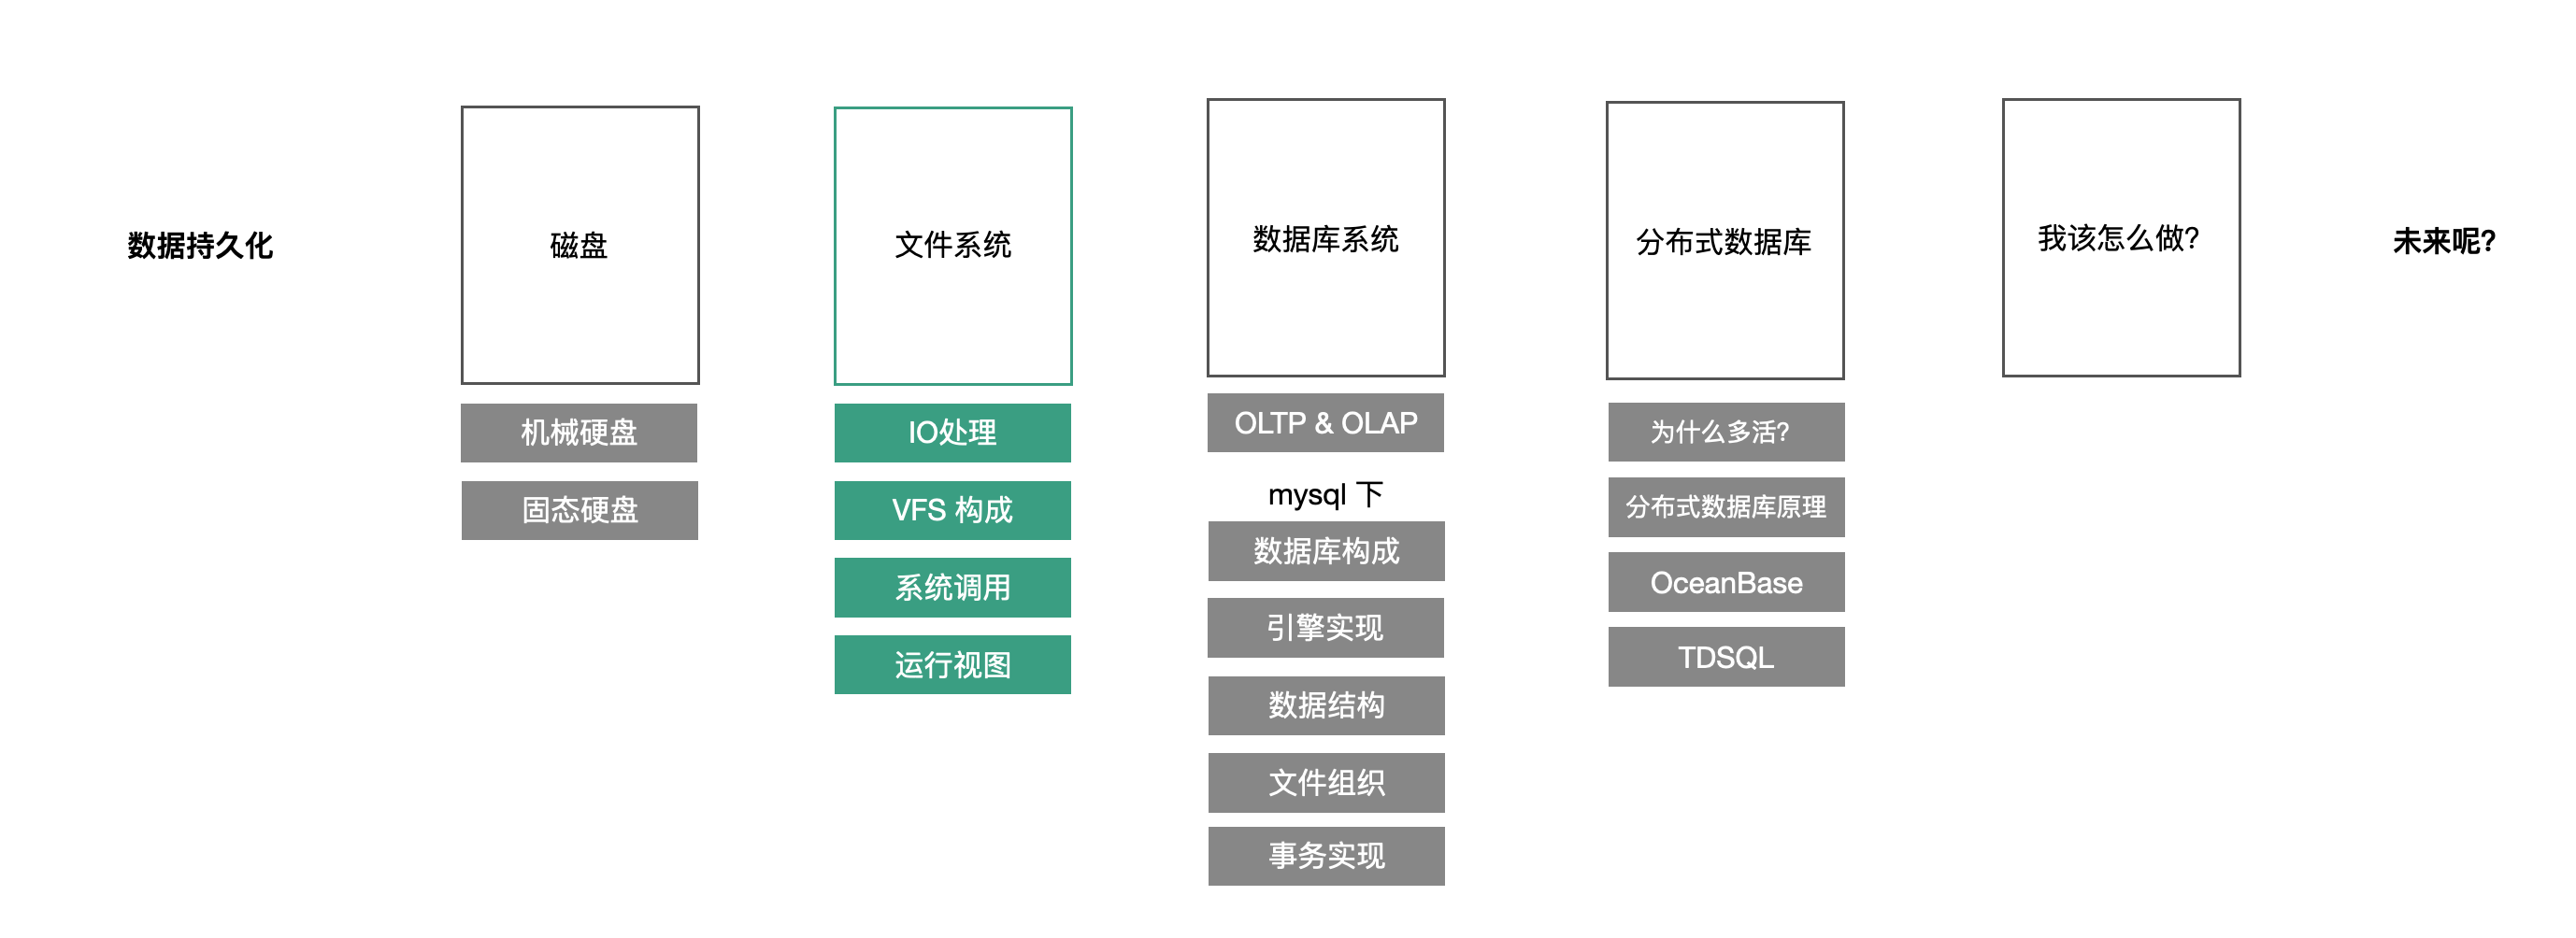 数据持久化
磁盘
机械硬盘
固态硬盘
文件系统
IO处理
VFS 构成
系统调用
运行视图
数据库系统
OLTP & OLAP
mysql 下
数据库构成
引擎实现
数据结构
文件组织
事务实现
分布式数据库
为什么多活?
分布式数据库原理
OceanBase
TDSQL
我该怎么做?
未来呢?